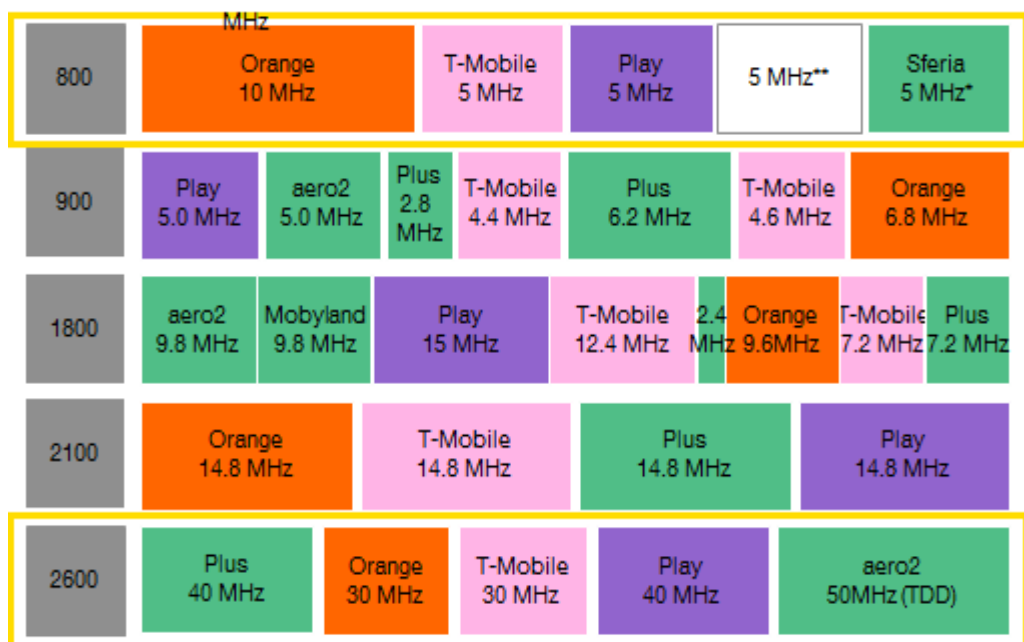 MHz
800
Orange
10 MHz
T-Mobile
5 MHz
Play
5 MHz
5 MHz**
Sferia
5 MHz*
900
Play
5.0 MHz
aero2
5.0 MHz
Plus
2.8
MHz
T-Mobile
4.4 MHz
Plus
6.2 MHz
T-Mobile
4.6 MHz
Orange
6.8 MHz
1800
aero2
9.8 MHz
Mobyland
9.8 MHz
Play
15 MHz
T-Mobile
12.4 MHz
2.4
MHz
Orange
9.6MHz
T-Mobile
7.2 MHz
Plus
7.2 MHz
2100
Orange
14.8 MHz
T-Mobile
14.8 MHz
Plus
14.8 MHz
Play
14.8 MHz
2600
Plus
40 MHz
Orange
30 MHz
T-Mobile
30 MHz
Play
40 MHz
aero2
50MHz (TDD)